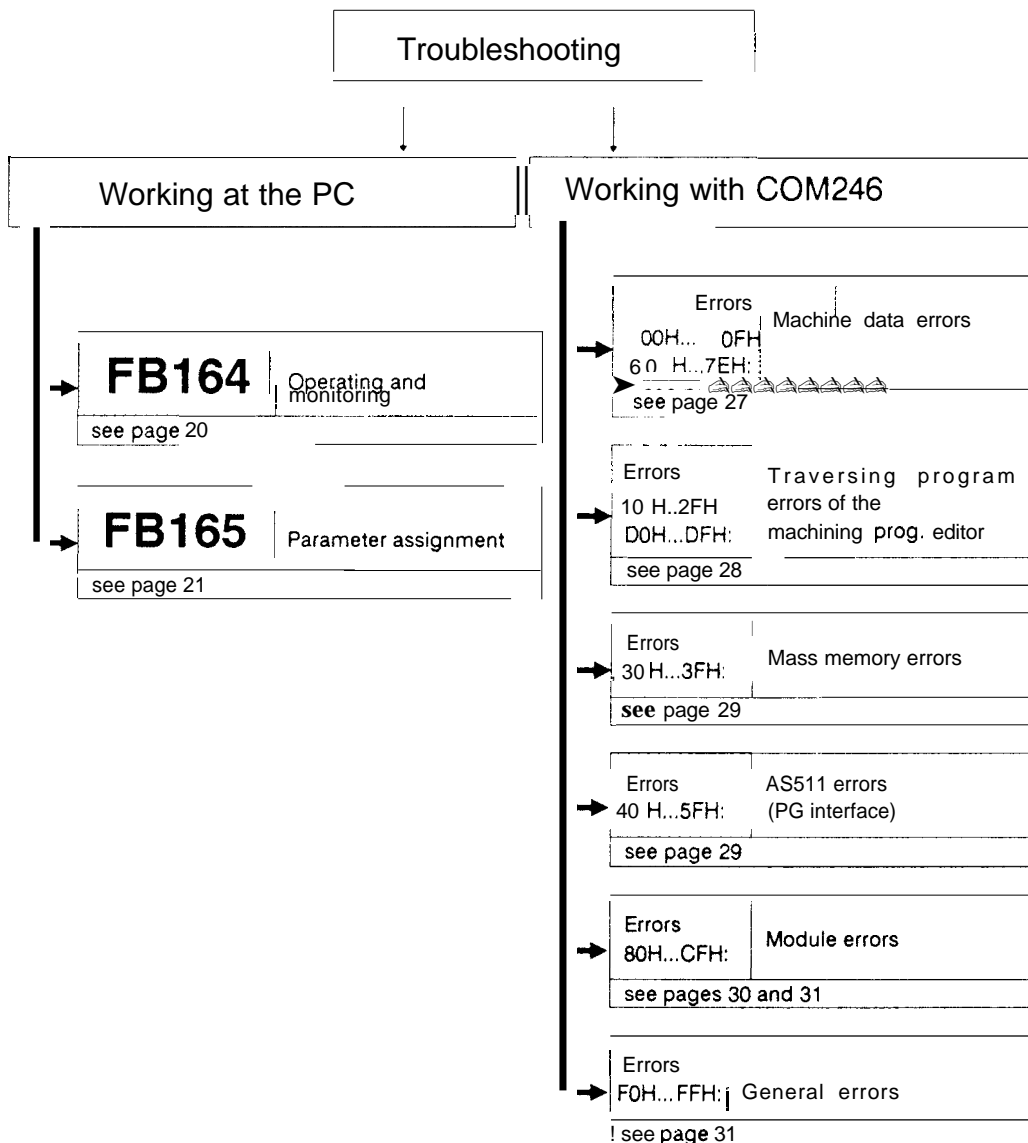 Troubleshooting
Working at the PC
FB164
Operating and
monitoring
see page 20
FB165
Parameter assignment
see page 21
Working with COM246
Errors
00H... 0FH
60 H...7EH:
Machine data errors
see page 27
Errors
10 H..2FH
D0H...DFH:
Traversing program
errors of the
machining prog. editor
see page 28
Errors
30 H...3FH:
Mass memory errors
see page 29
Errors
40 H...5FH:
AS511 errors
(PG interface)
see page 29
Errors
80H...CFH:
Module errors
see pages 30 and 31
Errors
F0H...FFH:
General errors
! see page 31